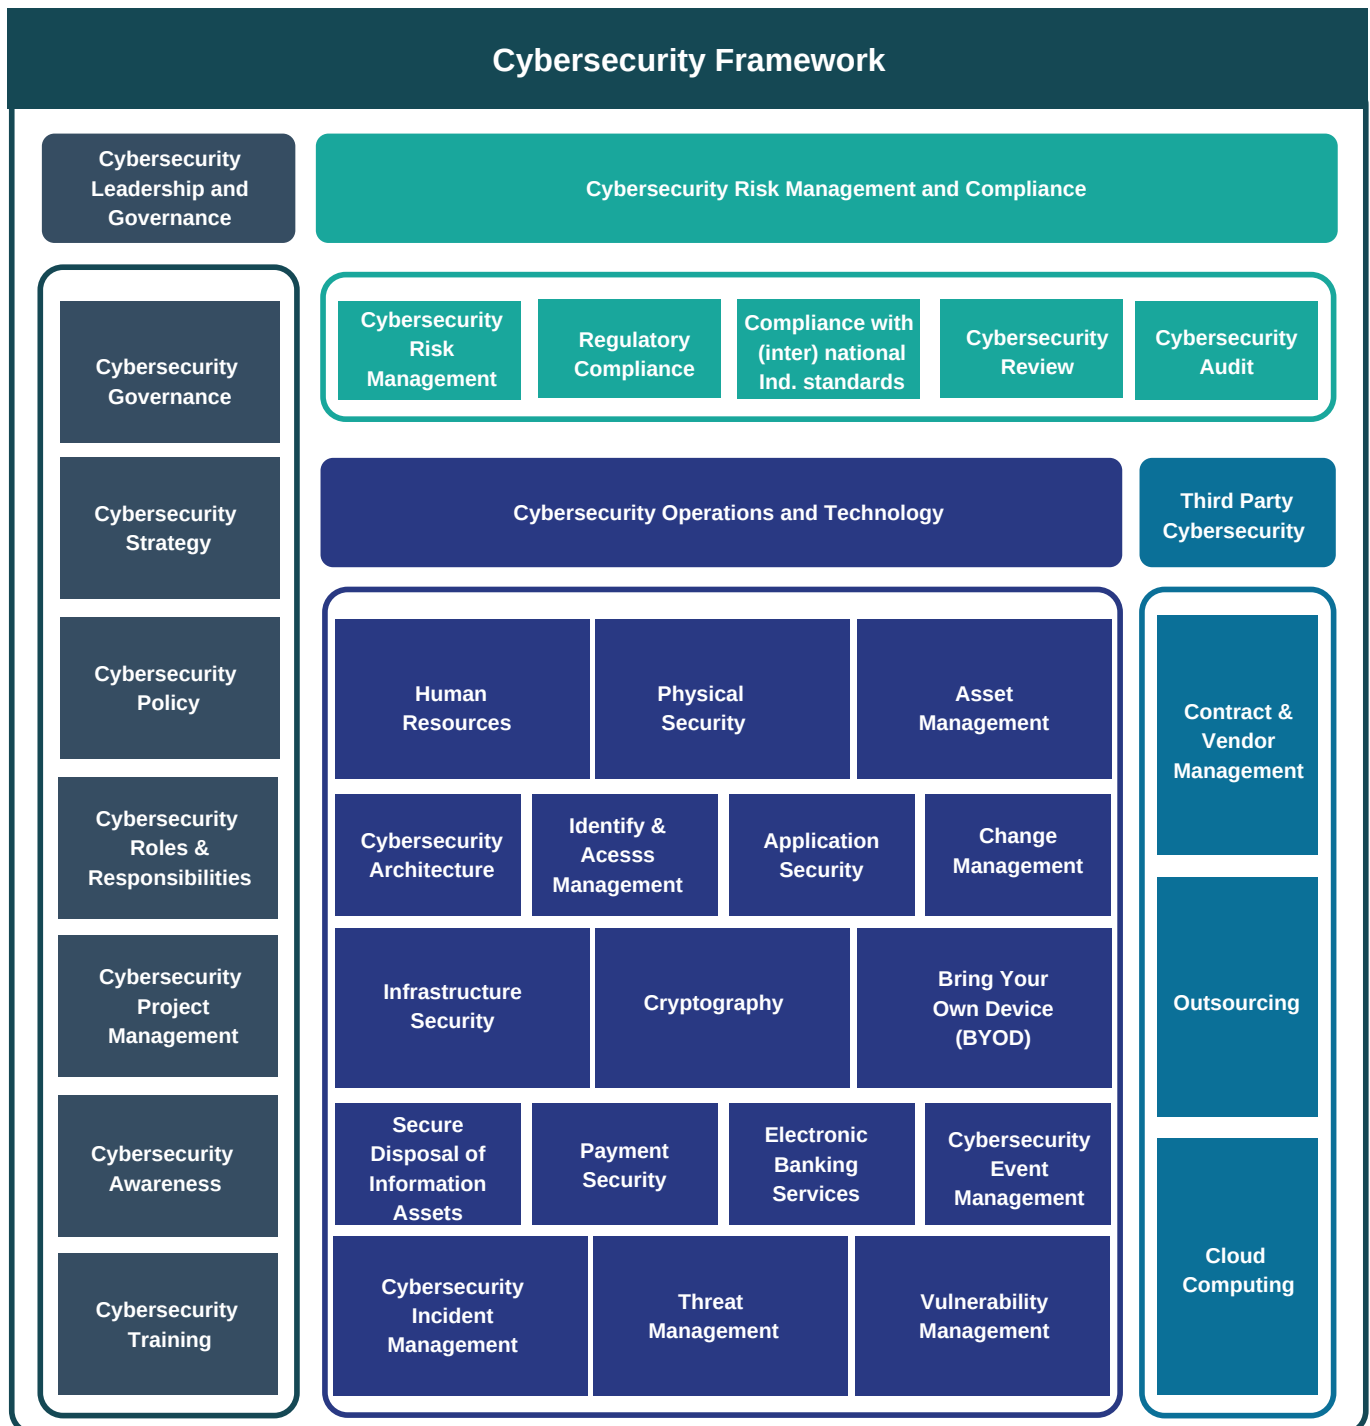 Cybersecurity Framework
Cybersecurity
Leadership and
Governance
Cybersecurity Risk Management and Compliance
Cybersecurity
Governance
Cybersecurity
Strategy
Cybersecurity
Policy
Cybersecurity
Roles &
Responsibilities
Cybersecurity
Project
Management
Cybersecurity
Awareness
Cybersecurity
Training
Cybersecurity
Risk
Management
Regulatory
Compliance
Compliance with
(inter) national
Ind. standards
Cybersecurity
Review
Cybersecurity
Audit
Cybersecurity Operations and Technology
Human
Resources
Physical
Security
Asset
Management
Cybersecurity
Architecture
Identify &
Acesss
Management
Application
Security
Change
Management
Infrastructure
Security
Cryptography
Bring Your
Own Device
(BYOD)
Secure
Disposal of
Information
Assets
Payment
Security
Electronic
Banking
Services
Cybersecurity
Event
Management
Cybersecurity
Incident
Management
Threat
Management
Vulnerability
Management
Third Party
Cybersecurity
Contract &
Vendor
Management
Outsourcing
Cloud
Computing